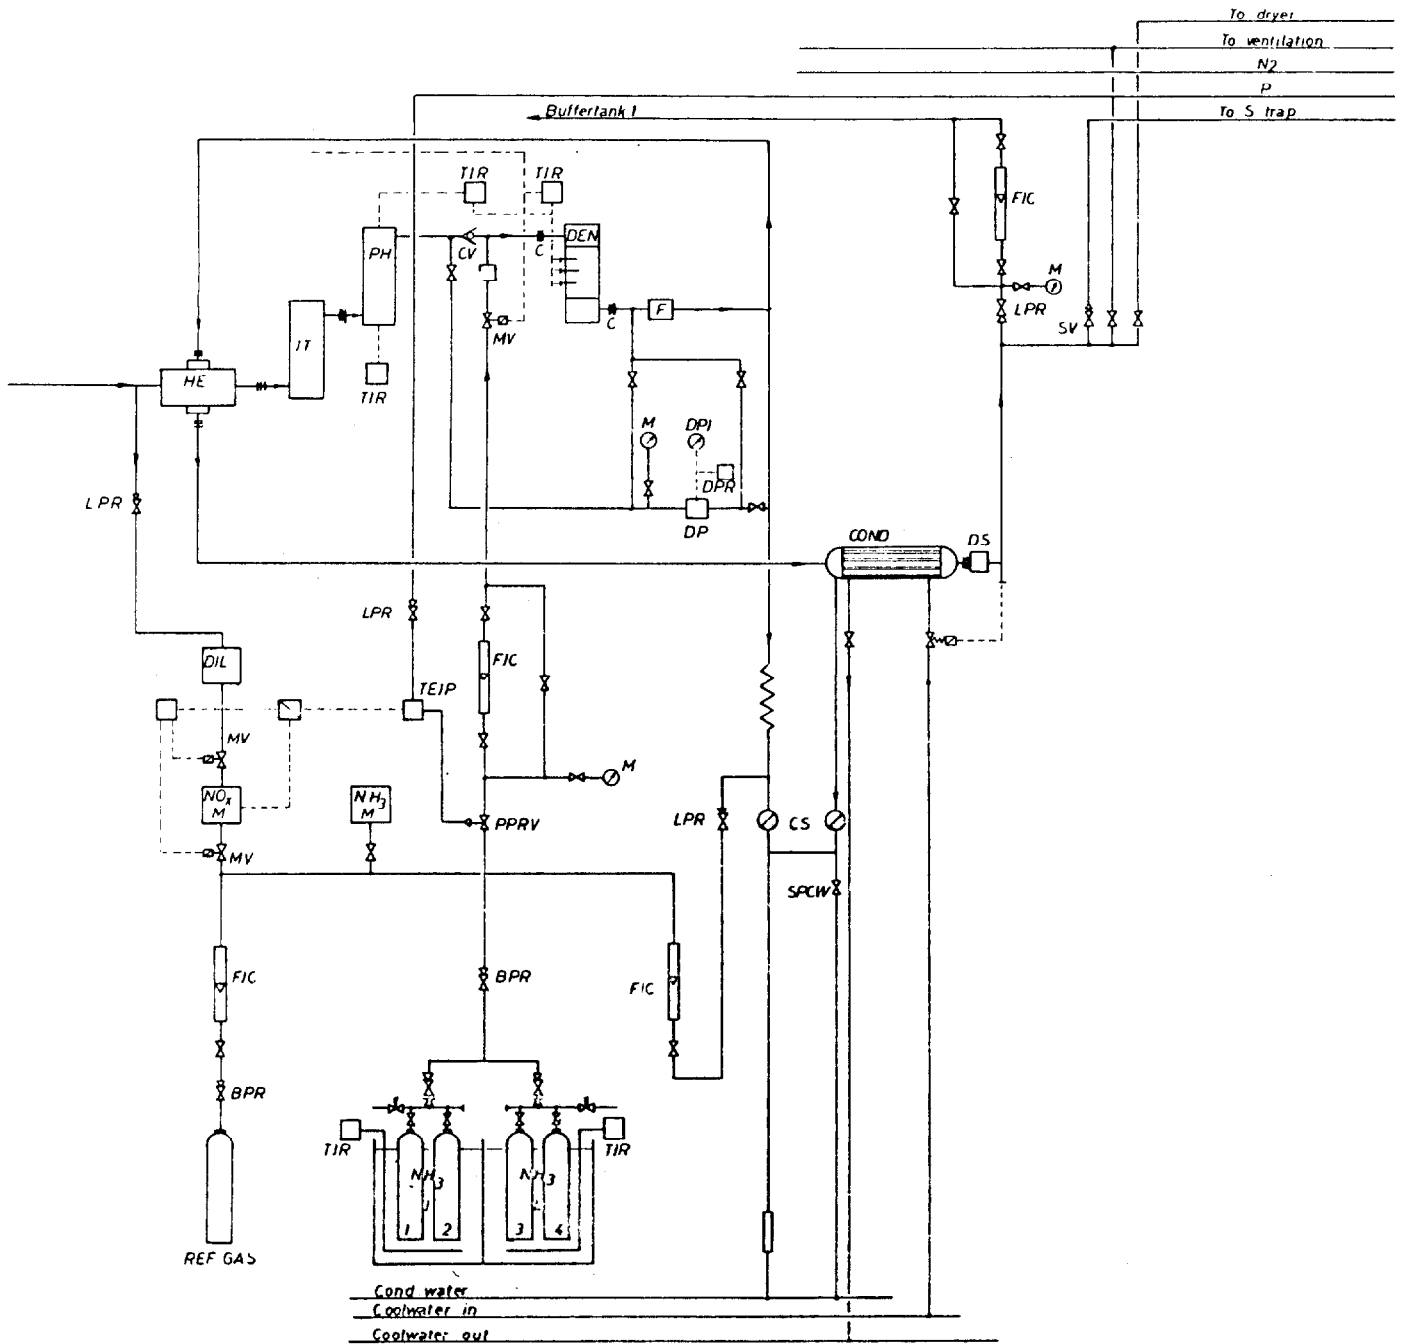 To dryer
To ventilation
N2
P
Buffertank 1
To S trap
TIR
TIR
FIC
PH
CV
C
DEN
M
LPR
SV
C
F
MV
IT
HE
TIR
M
DPI
DPR
LPR
DP
COND
DS
LPR
DIL
FIC
TEIP
MV
M
NOx
M
NH3
M
LPR
CS
PPRV
MV
SPCW
FIC
BPR
FIC
BPR
TIR
TIR
NH3
NH3
1
2
3
4
REF GAS
Cond water
Coolwater in
Coolwater out